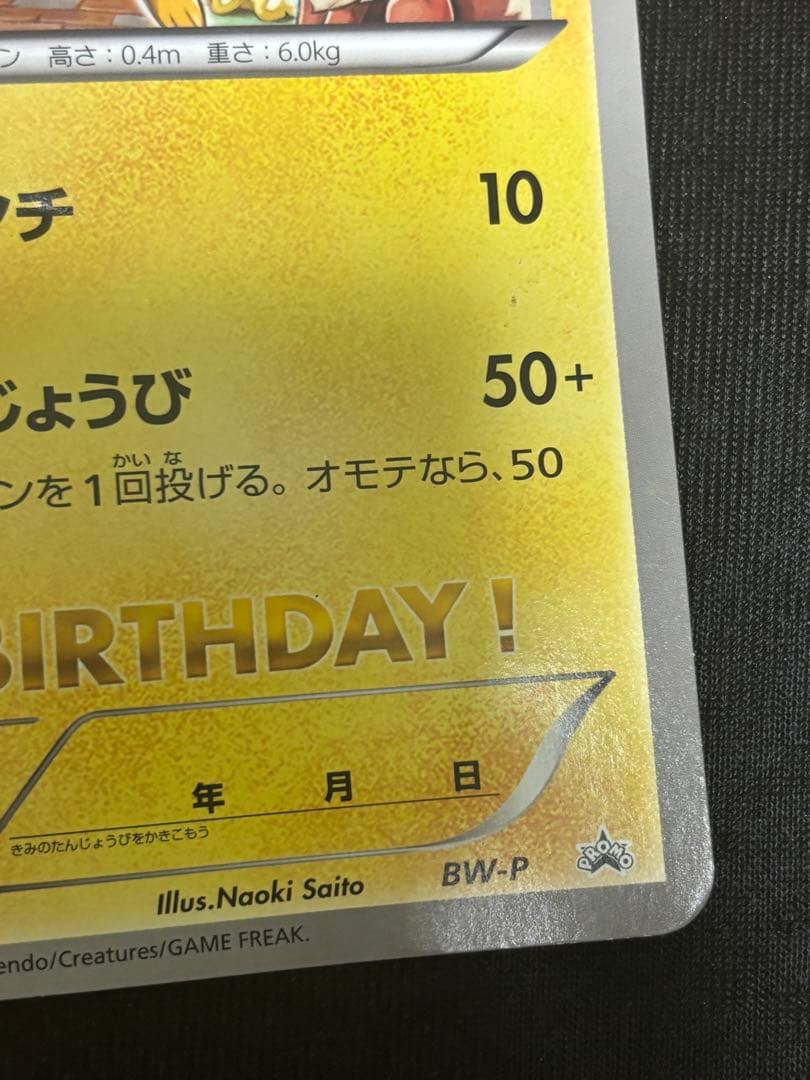 ン 高さ：0.4m 重さ：6.0kg
チ 10
じょうび 50+
ンを1回投げる。オモテなら、50
かい な
BIRTHDAY!
年 月 日
きみのたんじょうびをかきこもう
Illus.Naoki Saito BW-P PROMO
endo/Creatures/GAME FREAK.